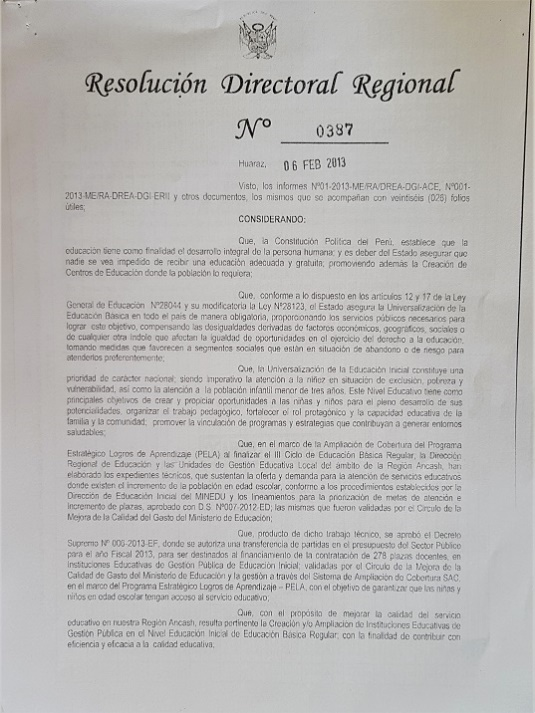 Resolución Directoral Regional
Nº 0387
Huaraz, 06 FEB 2013
Visto, los Informes Nº01-2013-ME/RA/DREA-DGI-ACE, Nº001-
2013-ME/RA-DREA-DGI-ERII y otros documentos, los mismos que se acompañan con veintiséis (026) folios
útiles;
CONSIDERANDO:
Que, la Constitución Política del Perú, establece que la
educación tiene como finalidad el desarrollo integral de la persona humana; y es deber del Estado asegurar que
nadie se vea impedido de recibir una educación adecuada y gratuita; promoviendo además la Creación de
Centros de Educación donde la población lo requiera;
Que, conforme a lo dispuesto en los artículos 12 y 17 de la Ley
General de Educación Nº28044 y su modificatoria la Ley Nº28123, el Estado asegura la Universalización de la
Educación Básica en todo el país de manera obligatoria, proporcionando los servicios públicos necesarios para
lograr este objetivo, compensando las desigualdades derivadas de factores económicos, geográficos, sociales o
de cualquier otra índole que afectan la igualdad de oportunidades en el ejercicio del derecho a la educación,
tomando medidas que favorecen a segmentos sociales que están en situación de abandono o de riesgo para
atenderlos preferentemente;
Que, la Universalización de la Educación Inicial constituye una
prioridad de carácter nacional; siendo imperativo la atención a la niñez en situación de exclusión, pobreza y
vulnerabilidad, así como la atención a la población infantil menor de tres años. Este Nivel Educativo tiene como
principales objetivos de crear y propiciar oportunidades a las niñas y niños para el pleno desarrollo de sus
potencialidades, organizar el trabajo pedagógico, fortalecer el rol protagónico y la capacidad educativa de la
familia y la comunidad, promover la vinculación de programas y estrategias que contribuyan a generar entornos
saludables;
Que, en el marco de la Ampliación de Cobertura del Programa
Estratégico Logros de Aprendizaje (PELA) al finalizar el III Ciclo de Educación Básica Regular, la Dirección
Regional de Educación y las Unidades de Gestión Educativa Local del ámbito de la Región Ancash, han
elaborado los expedientes técnicos, que sustentan la oferta y demanda para la atención de servicios educativos
donde existen el incremento de la población en edad escolar, conforme a los procedimientos establecidos por la
Dirección de Educación Inicial del MINEDU y los lineamientos para la priorización de metas de atención e
Incremento de plazas, aprobado con D.S. Nº007-2012-ED; las mismas que fueron validadas por el Circulo de la
Mejora de la Calidad del Gasto del Ministerio de Educación;
Que, producto de dicho trabajo técnico, se aprobó el Decreto
Supremo Nº 000-2013-EF, donde se autoriza una transferencia de partidas en el presupuesto del Sector Público
para el año Fiscal 2013, para ser destinados al financiamiento de la contratación de 278 plazas docentes, en
Instituciones Educativas de Gestión Pública de Educación Inicial; validadas por el Circulo de la Mejora de la
Calidad de Gasto del Ministerio de Educación y la gestión a través del Sistema de Ampliación de Cobertura SAC,
en el marco del Programa Estratégico Logros de Aprendizaje – PELA, con el objetivo de garantizar que las niñas y
niños en edad escolar tengan acceso al servicio educativo;
Que, con el propósito de mejorar la calidad del servicio
educativo en nuestra Región Ancash, resulta pertinente la Creación y/o Ampliación de Instituciones Educativas de
Gestión Pública en el Nivel Educación Inicial de Educación Básica Regular; con la finalidad de contribuir con
eficiencia y eficacia a la calidad educativa;